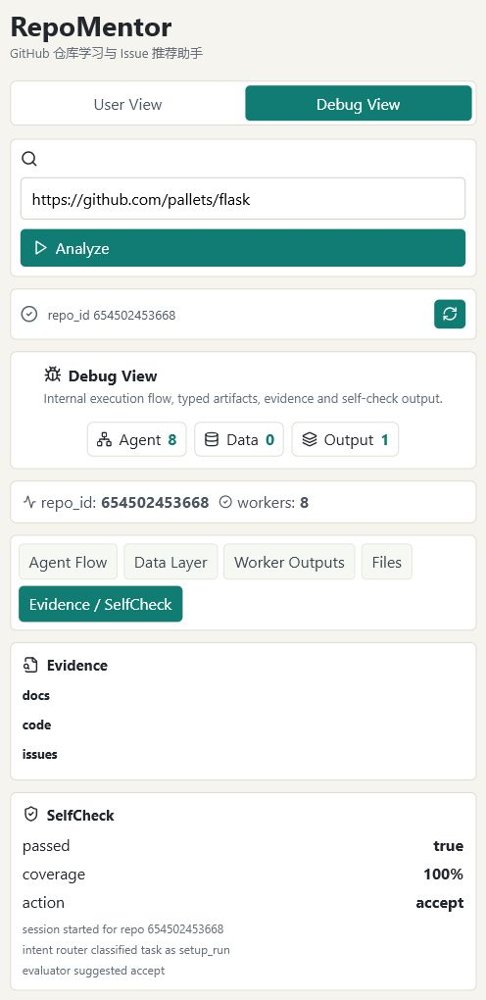 RepoMentor
GitHub 仓库学习与 Issue 推荐助手
User View Debug View
https://github.com/pallets/flask
Analyze
repo_id 654502453668
Debug View
Internal execution flow, typed artifacts, evidence and self-check output.
Agent 8 Data 0 Output 1
repo_id: 654502453668 workers: 8
Agent Flow Data Layer Worker Outputs Files
Evidence / SelfCheck
Evidence
docs
code
issues
SelfCheck
passed true
coverage 100%
action accept
session started for repo 654502453668
intent router classified task as setup_run
evaluator suggested accept